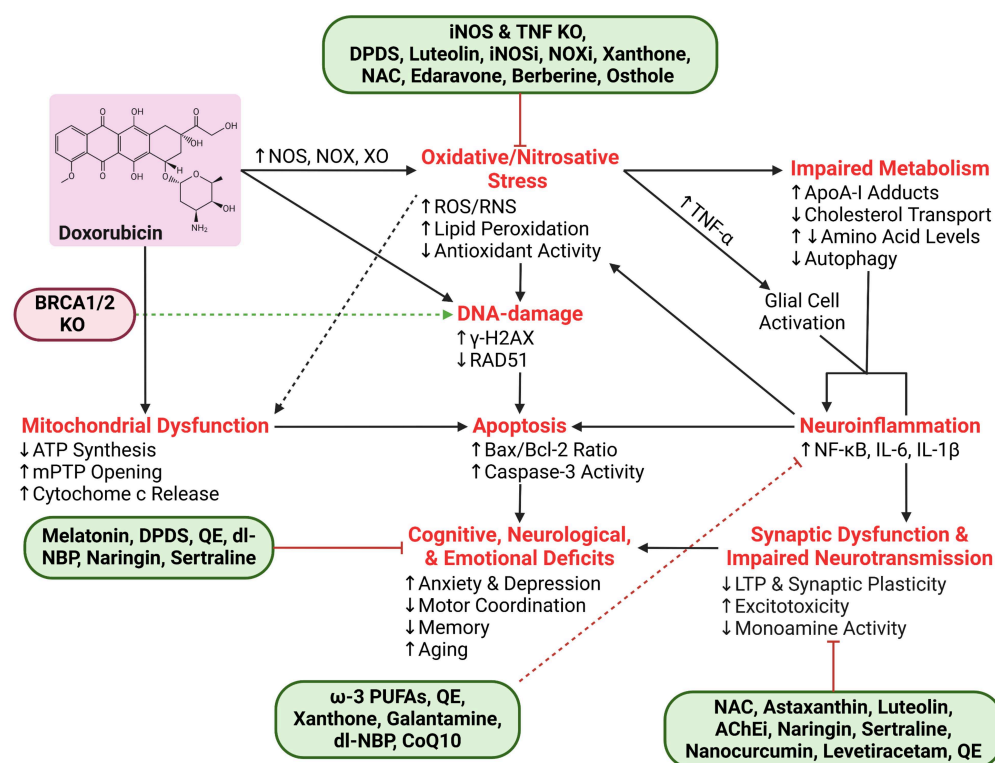 iNOS & TNF KO,
DPDS, Luteolin, iNOSi, NOXi, Xanthone,
NAC, Edaravone, Berberine, Osthole
O
OH
O
OH
OH
O
O
OH
O
H
O
OH
NH₂
Doxorubicin
↑NOS, NOX, XO
Oxidative/Nitrosative
Stress
↑ROS/RNS
↑Lipid Peroxidation
↓Antioxidant Activity
↑TNF-α
Impaired Metabolism
↑ApoA-I Adducts
↓Cholesterol Transport
↑↓Amino Acid Levels
↓Autophagy
Glial Cell
Activation
BRCA1/2
KO
DNA-damage
↑γ-H2AX
↓RAD51
Mitochondrial Dysfunction
↓ATP Synthesis
↑mPTP Opening
↑Cytochome c Release
Apoptosis
↑Bax/Bcl-2 Ratio
↑Caspase-3 Activity
Neuroinflammation
↑NF-κB, IL-6, IL-1β
Melatonin, DPDS, QE, dl-
NBP, Naringin, Sertraline
Cognitive, Neurological,
& Emotional Deficits
↑Anxiety & Depression
↓Motor Coordination
↓Memory
↑Aging
Synaptic Dysfunction &
Impaired Neurotransmission
↓LTP & Synaptic Plasticity
↑Excitotoxicity
↓Monoamine Activity
ω-3 PUFAs, QE,
Xanthone, Galantamine,
dl-NBP, CoQ10
NAC, Astaxanthin, Luteolin,
AChEi, Naringin, Sertraline,
Nanocurcumin, Levetiracetam, QE